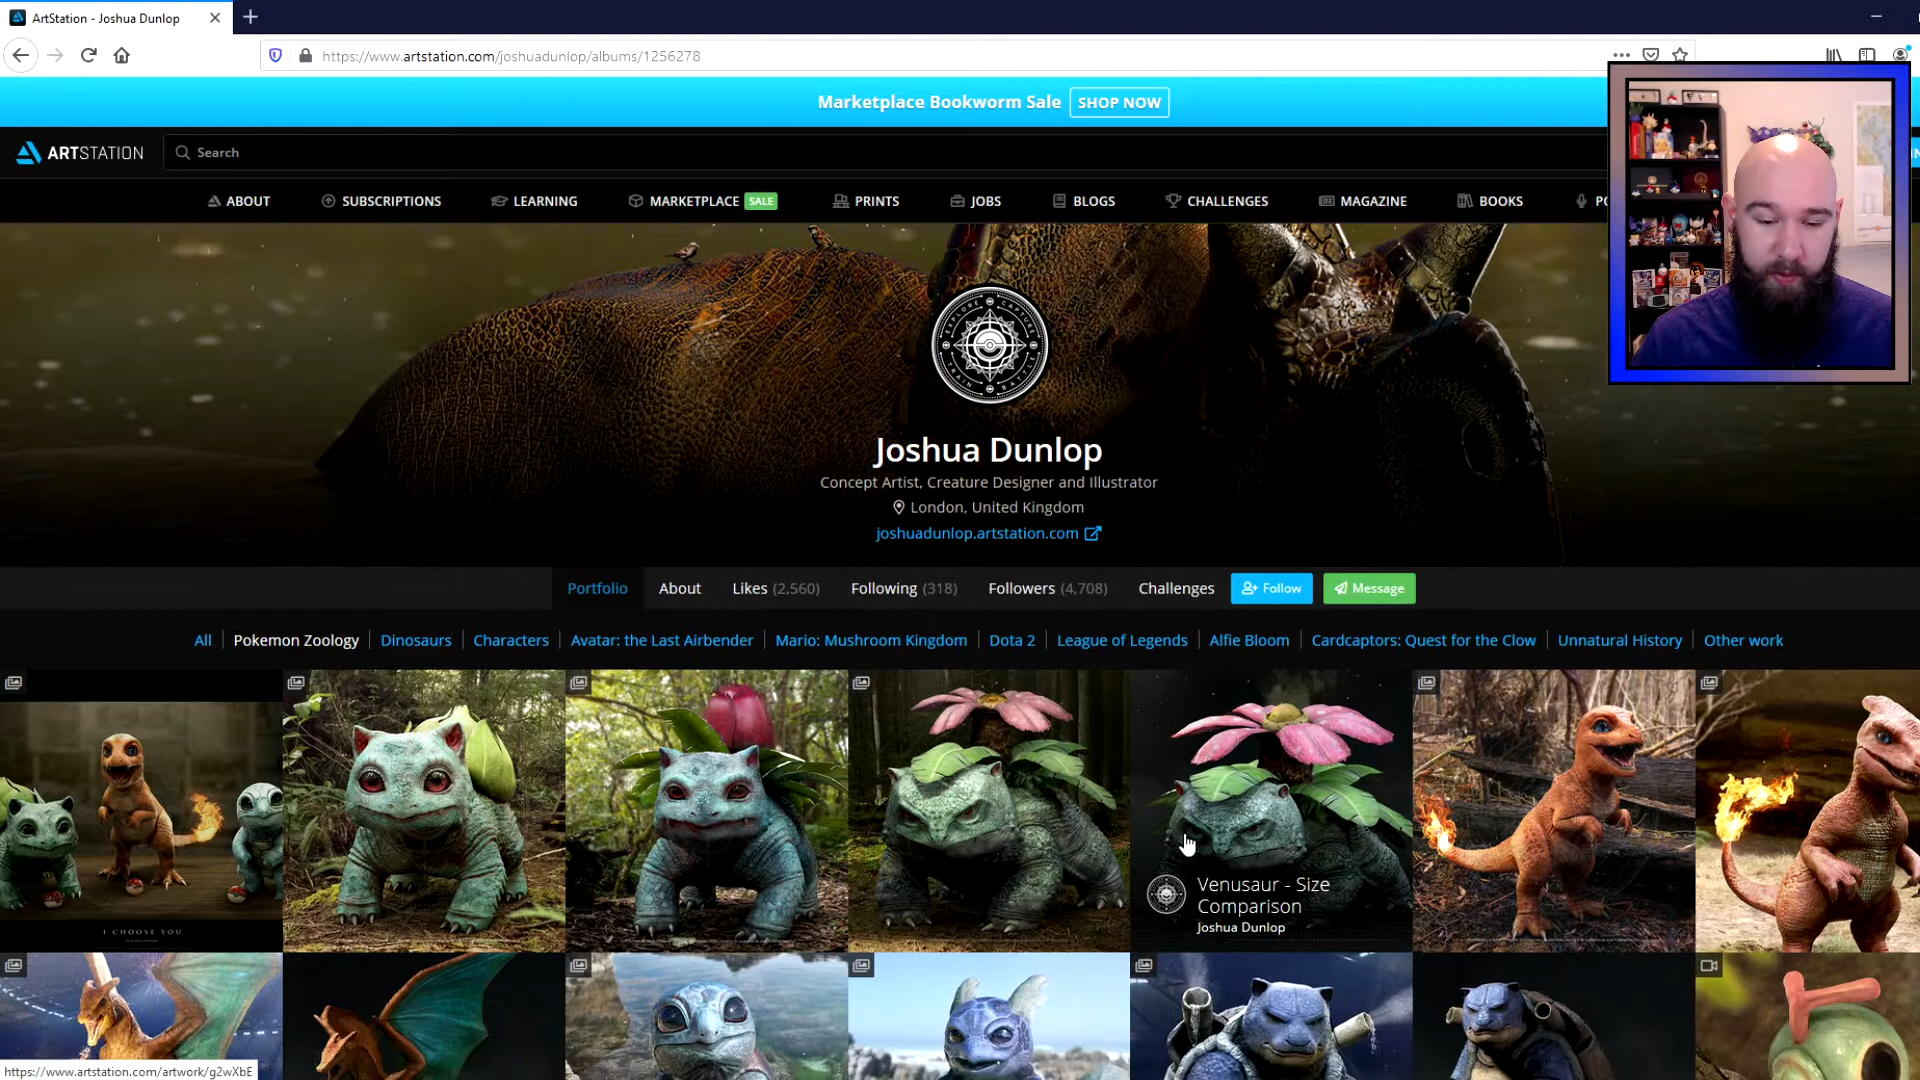 ArtStation - Joshua Dunlop
https://www.artstation.com/joshuadunlop/albums/1256278
Marketplace Bookworm Sale SHOP NOW
ARTSTATION Search
ABOUT SUBSCRIPTIONS LEARNING MARKETPLACE SALE PRINTS JOBS BLOGS CHALLENGES MAGAZINE BOOKS PO
EXPLORE CAPTURE TRAIN BATTLE
Joshua Dunlop
Concept Artist, Creature Designer and Illustrator
London, United Kingdom
joshuadunlop.artstation.com
Portfolio About Likes (2,560) Following (318) Followers (4,708) Challenges Follow Message
All Pokemon Zoology Dinosaurs Characters Avatar: the Last Airbender Mario: Mushroom Kingdom Dota 2 League of Legends Alfie Bloom Cardcaptors: Quest for the Clow Unnatural History Other work
I CHOOSE YOU
Venusaur - Size
Comparison
Joshua Dunlop
https://www.artstation.com/artwork/g2wXbE